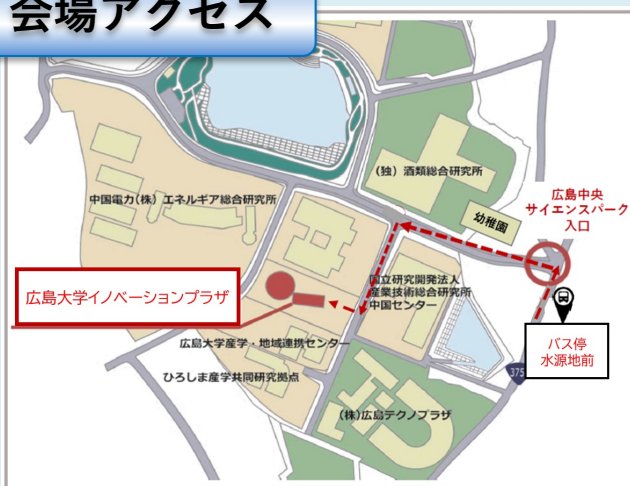 会場アクセス
(独) 酒類総合研究所
中国電力(株) エネルギア総合研究所
幼稚園
広島中央
サイエンスパーク
入口
国立研究開発法人
産業技術総合研究所
中国センター
広島大学イノベーションプラザ
広島大学産学・地域連携センター
ひろしま産学共同研究拠点
バス停
水源地前
375
(株)広島テクノプラザ